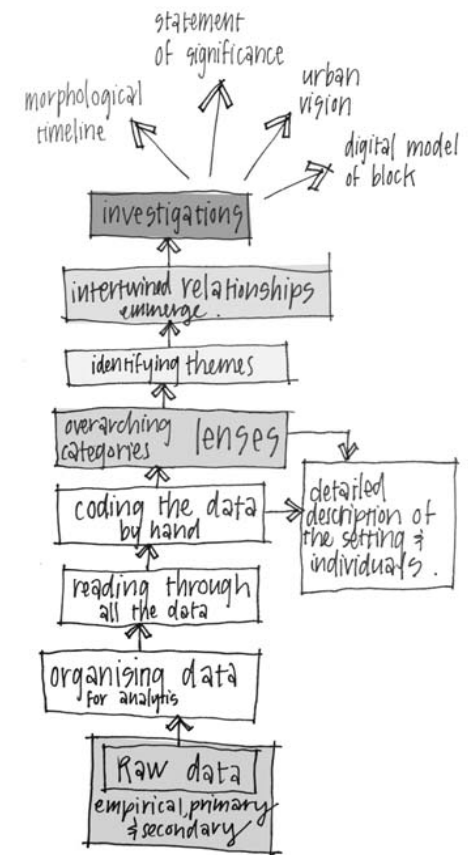 statement
of significance
urban
vision
morphological
timeline
digital model
of block
investigations
intertwined relationships
emmerge.
identifying themes
overarching
categories
lenses
coding the data
by hand
detailed
description of
the setting &
individuals.
reading through
all the data
organising data
for analysis
Raw data
empirical, primary
& secondary